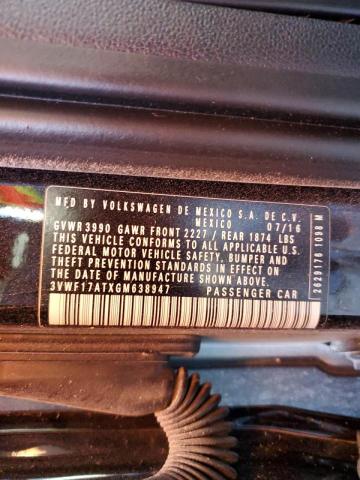 MFD BY VOLKSWAGEN DE MEXICO S.A. DE C.V.
MEXICO 07/16
GVWR 3990 GAWR FRONT 2227 / REAR 1874 LBS
THIS VEHICLE CONFORMS TO ALL APPLICABLE U.S.
FEDERAL MOTOR VEHICLE SAFETY, BUMPER AND
THEFT PREVENTION STANDARDS IN EFFECT ON
THE DATE OF MANUFACTURE SHOWN ABOVE.
3VWF17ATXGM638947 PASSENGER CAR
2629176 1098 M